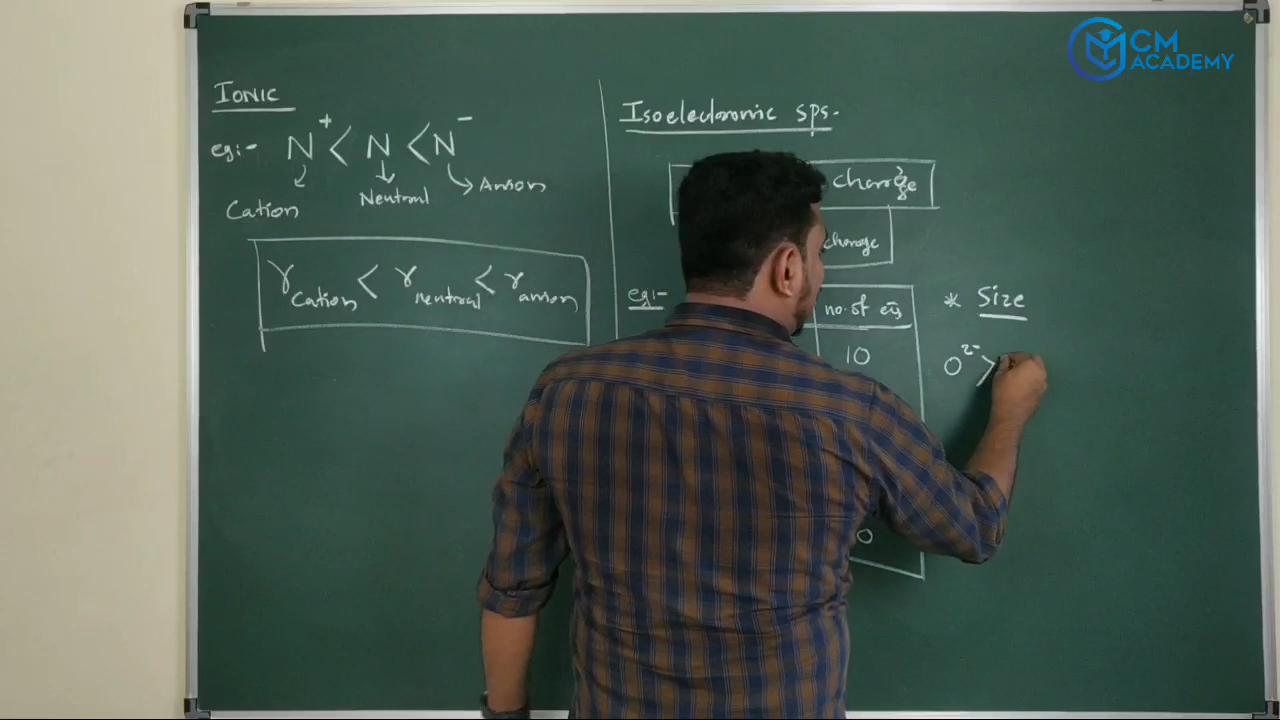 CM
ACADEMY
IONIC
eg:- N+ < N < N-
Cation Neutral Anion
r cation < r neutral < r anion
Isoelectronic sps.
charge
charge
eg:- no. of e's
10
0
* Size
O2- >